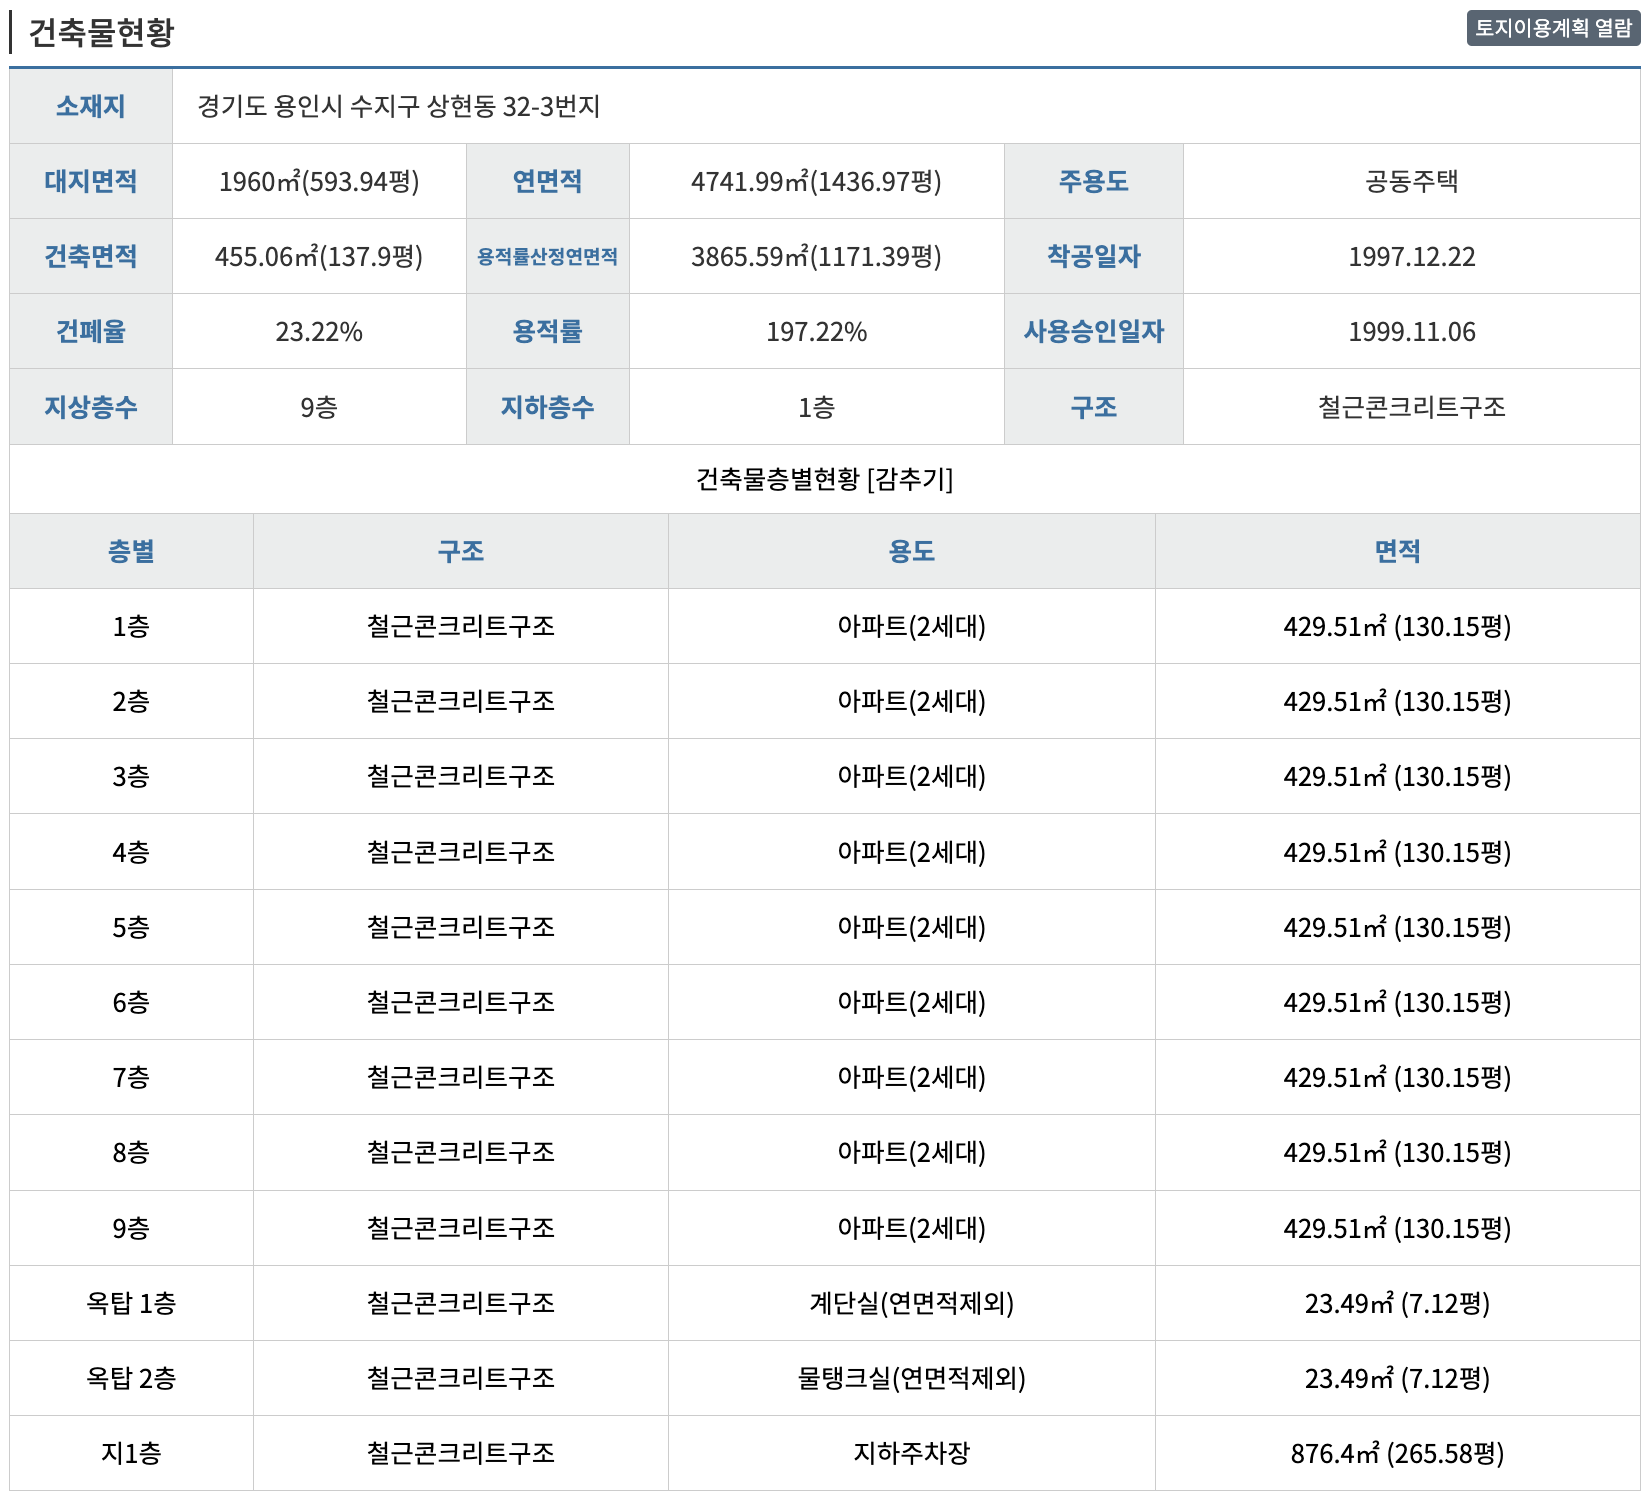 건축물현황
토지이용계획 열람
소재지 경기도 용인시 수지구 상현동 32-3번지
대지면적 1960㎡(593.94평) 연면적 4741.99㎡(1436.97평) 주용도 공동주택
건축면적 455.06㎡(137.9평) 용적률산정연면적 3865.59㎡(1171.39평) 착공일자 1997.12.22
건폐율 23.22% 용적률 197.22% 사용승인일자 1999.11.06
지상층수 9층 지하층수 1층 구조 철근콘크리트구조
건축물층별현황 [감추기]
층별 구조 용도 면적
1층 철근콘크리트구조 아파트(2세대) 429.51㎡ (130.15평)
2층 철근콘크리트구조 아파트(2세대) 429.51㎡ (130.15평)
3층 철근콘크리트구조 아파트(2세대) 429.51㎡ (130.15평)
4층 철근콘크리트구조 아파트(2세대) 429.51㎡ (130.15평)
5층 철근콘크리트구조 아파트(2세대) 429.51㎡ (130.15평)
6층 철근콘크리트구조 아파트(2세대) 429.51㎡ (130.15평)
7층 철근콘크리트구조 아파트(2세대) 429.51㎡ (130.15평)
8층 철근콘크리트구조 아파트(2세대) 429.51㎡ (130.15평)
9층 철근콘크리트구조 아파트(2세대) 429.51㎡ (130.15평)
옥탑 1층 철근콘크리트구조 계단실(연면적제외) 23.49㎡ (7.12평)
옥탑 2층 철근콘크리트구조 물탱크실(연면적제외) 23.49㎡ (7.12평)
지1층 철근콘크리트구조 지하주차장 876.4㎡ (265.58평)